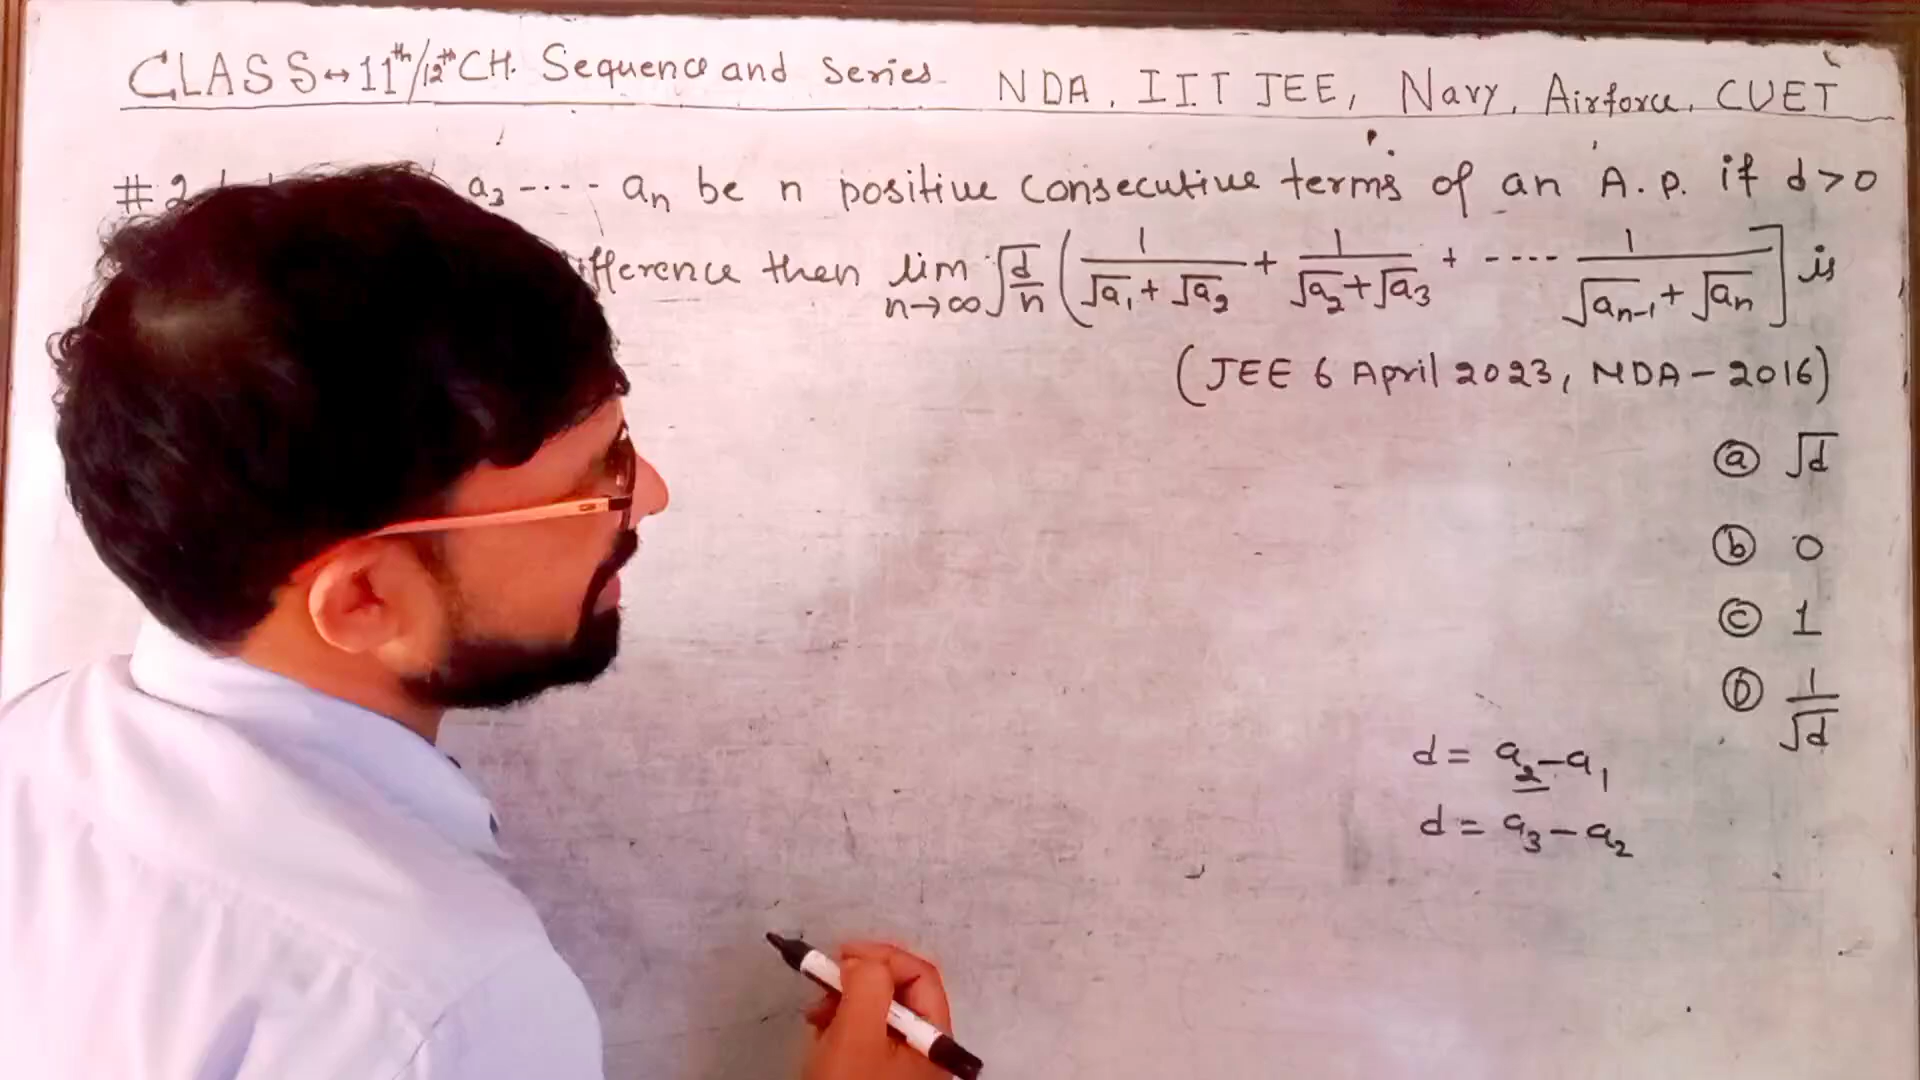 CLASS ↔ 11th/12th CH. Sequence and Series NDA, IIT JEE, Navy, Airforce, CUET
#2 a₃ ---- aₙ be n positive consecutive terms of an A.P. if d>0
fference then lim n→∞ √(d/n) (1/(√a₁+√a₂) + 1/(√a₂+√a₃) + ---- 1/(√aₙ₋₁+√aₙ)] is
(JEE 6 April 2023, NDA-2016)
ⓐ √d
ⓑ 0
ⓒ 1
Ⓓ 1/√d
d = a₂-a₁
d = a₃-a₂